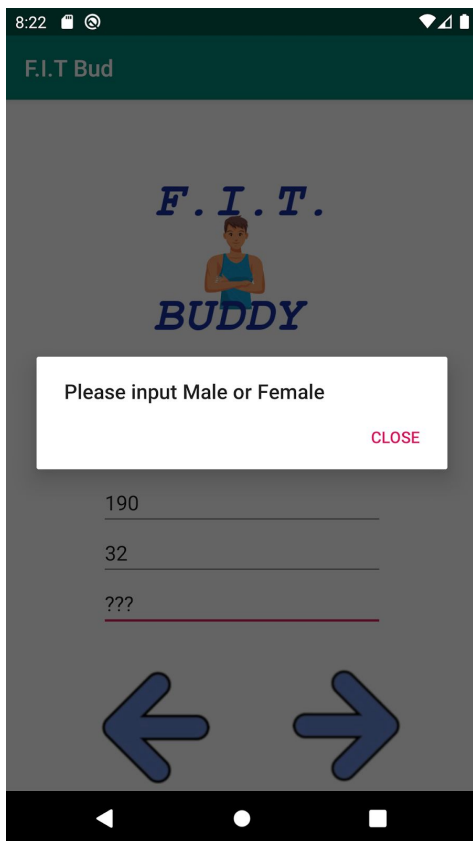 8:22
F.I.T Bud
F.I.T.
BUDDY
Please input Male or Female
CLOSE
190
32
???